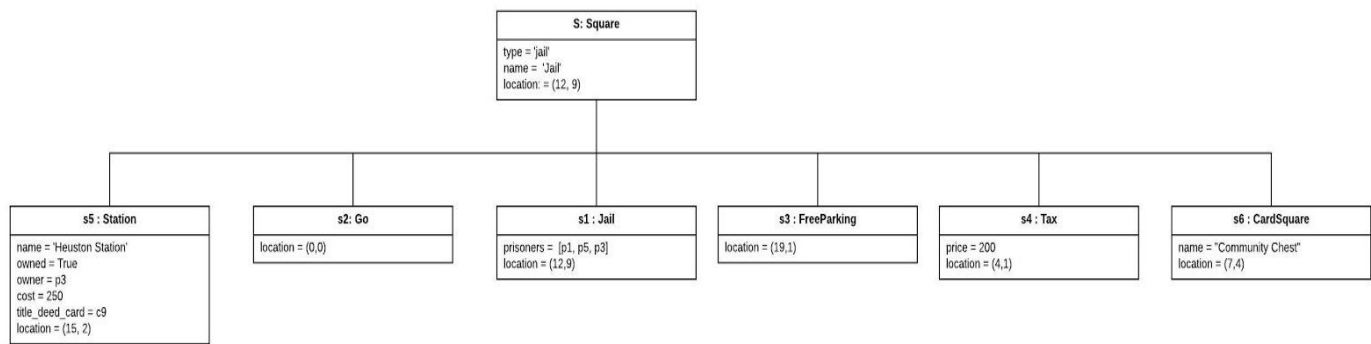 S: Square
type = 'jail'
name = 'Jail'
location: = (12, 9)
s5 : Station
name = 'Heuston Station'
owned = True
owner = p3
cost = 250
title_deed_card = c9
location = (15, 2)
s2: Go
location = (0,0)
s1 : Jail
prisoners = [p1, p5, p3]
location = (12,9)
s3 : FreeParking
location = (19,1)
s4 : Tax
price = 200
location = (4,1)
s6 : CardSquare
name = "Community Chest"
location = (7,4)